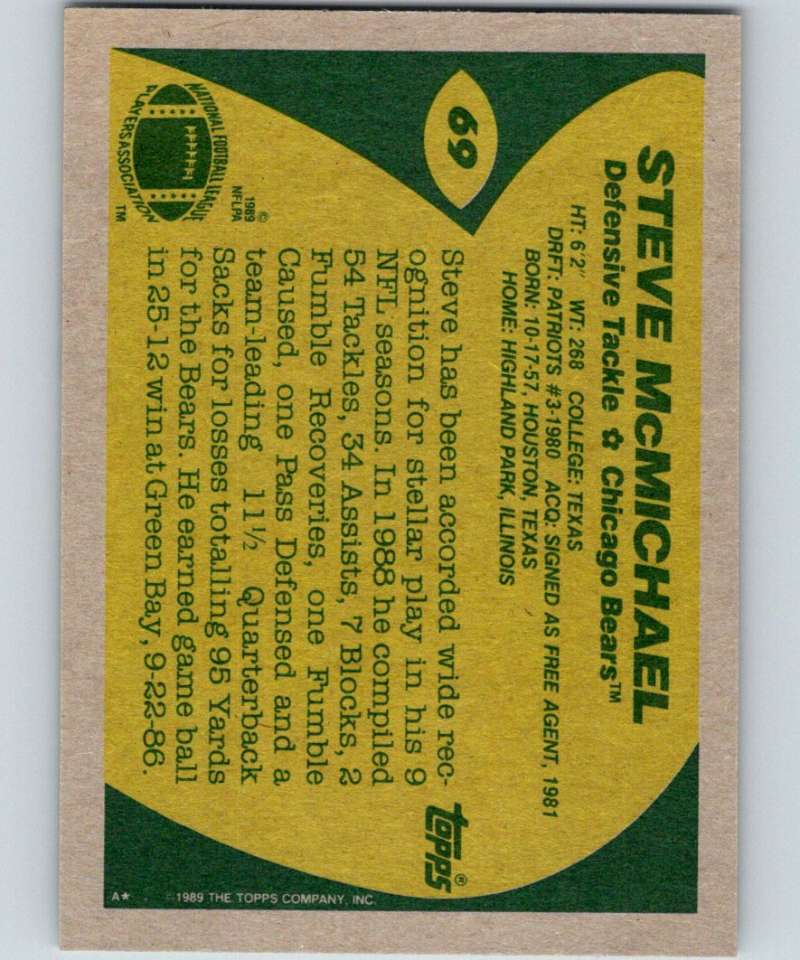 69
STEVE McMICHAEL
Defensive Tackle ✿ Chicago Bears™
HT: 6'2" WT: 268 COLLEGE: TEXAS
DRFT: PATRIOTS #3-1980 ACQ: SIGNED AS FREE AGENT, 1981
BORN: 10-17-57, HOUSTON, TEXAS
HOME: HIGHLAND PARK, ILLINOIS
Steve has been accorded wide rec-
ognition for stellar play in his 9
NFL seasons. In 1988 he compiled
54 Tackles, 34 Assists, 7 Blocks, 2
Fumble Recoveries, one Fumble
Caused, one Pass Defensed and a
team-leading 11½ Quarterback
Sacks for losses totalling 95 Yards
for the Bears. He earned game ball
in 25-12 win at Green Bay, 9-22-86.
NATIONAL FOOTBALL LEAGUE
PLAYERS ASSOCIATION
TM
©
1989
NFLPA
topps®
A★ ©1989 THE TOPPS COMPANY, INC.